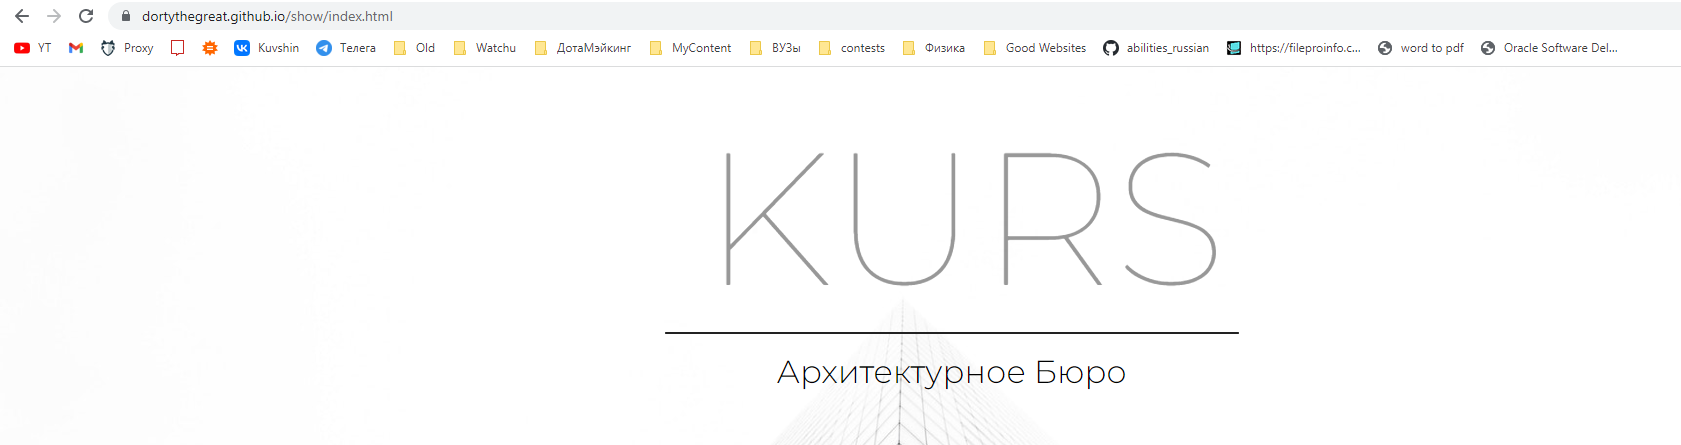 dortythegreat.github.io/show/index.html
YT Proxy Kuvshin Телега Old Watchu ДотаМэйкинг MyContent ВУЗы contests Физика Good Websites abilities_russian https://fileproinfo.c... word to pdf Oracle Software Del...
KURS
Архитектурное Бюро